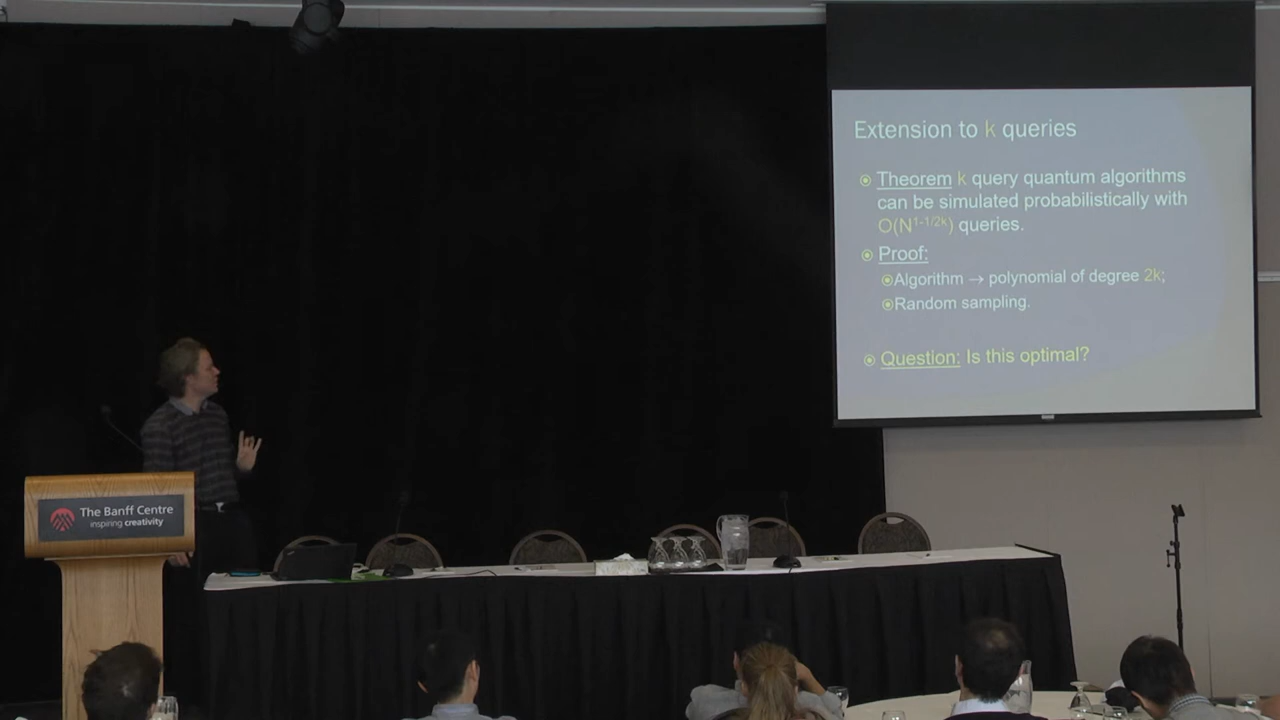 Extension to k queries
Theorem k query quantum algorithms
can be simulated probabilistically with
O(N^1-1/2k) queries.
Proof:
Algorithm → polynomial of degree 2k;
Random sampling.
Question: Is this optimal?
The Banff Centre
inspiring creativity